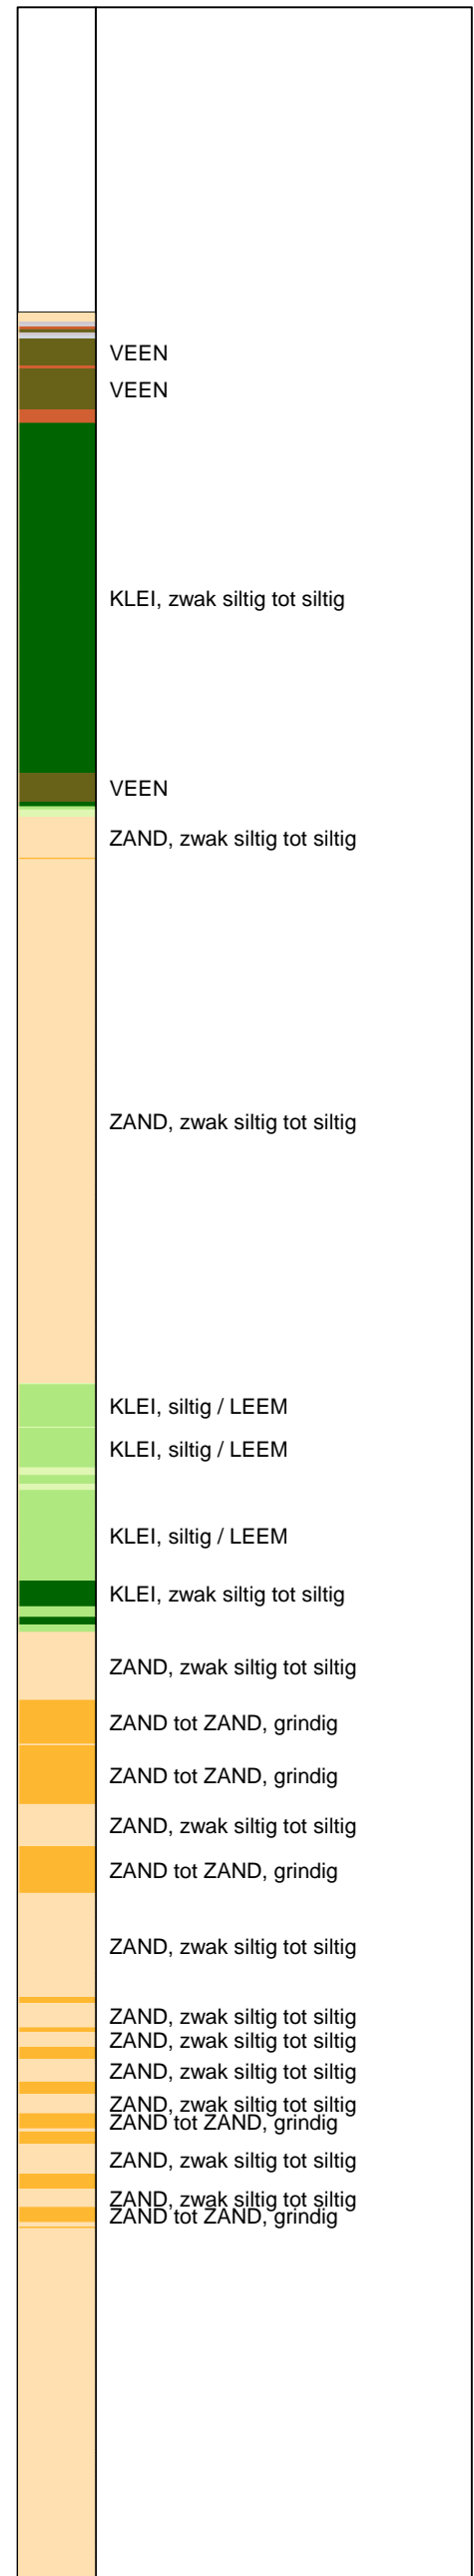 VEEN
VEEN
KLEI, zwak siltig tot siltig
VEEN
ZAND, zwak siltig tot siltig
ZAND, zwak siltig tot siltig
KLEI, siltig / LEEM
KLEI, siltig / LEEM
KLEI, siltig / LEEM
KLEI, zwak siltig tot siltig
ZAND, zwak siltig tot siltig
ZAND tot ZAND, grindig
ZAND tot ZAND, grindig
ZAND, zwak siltig tot siltig
ZAND tot ZAND, grindig
ZAND, zwak siltig tot siltig
ZAND, zwak siltig tot siltig
ZAND, zwak siltig tot siltig
ZAND, zwak siltig tot siltig
ZAND, zwak siltig tot siltig
ZAND tot ZAND, grindig
ZAND, zwak siltig tot siltig
ZAND, zwak siltig tot siltig
ZAND tot ZAND, grindig